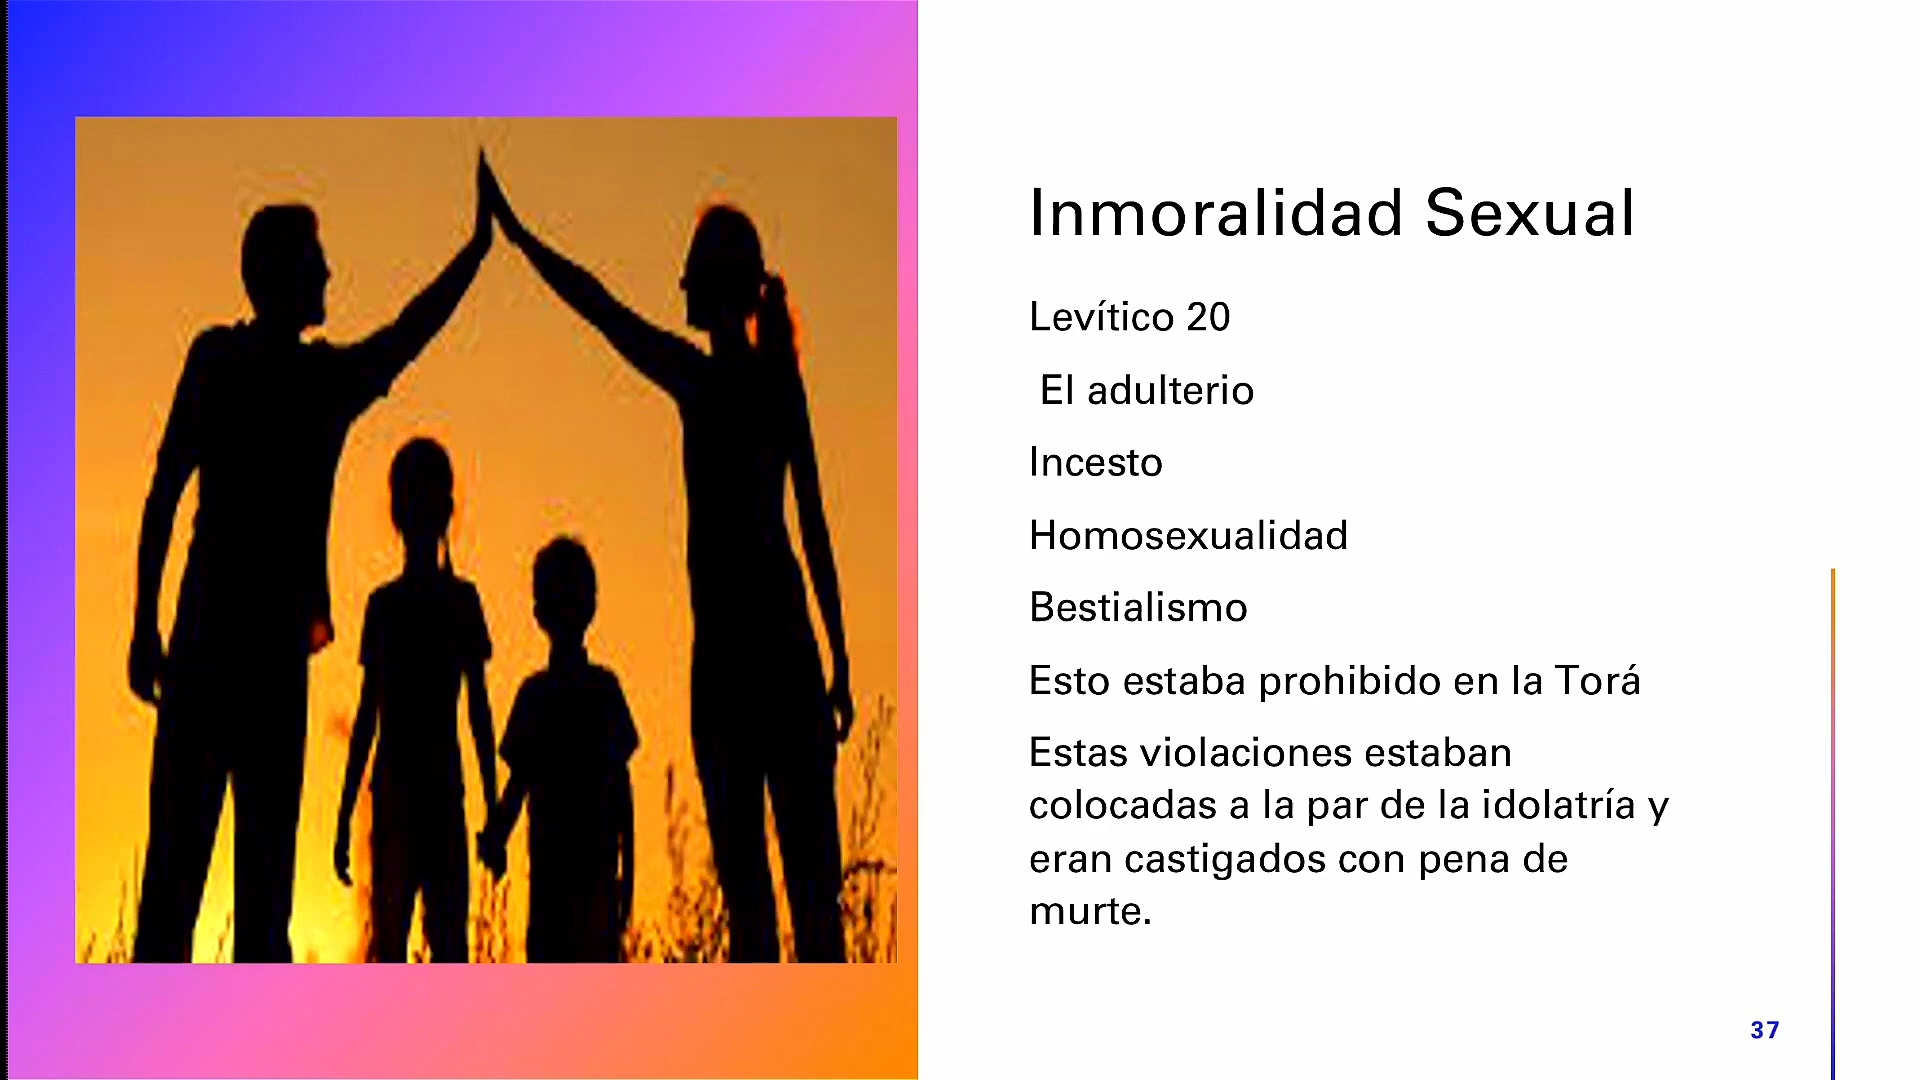 Inmoralidad Sexual
Levítico 20
El adulterio
Incesto
Homosexualidad
Bestialismo
Esto estaba prohibido en la Torá
Estas violaciones estaban
colocadas a la par de la idolatría y
eran castigados con pena de
murte.
37